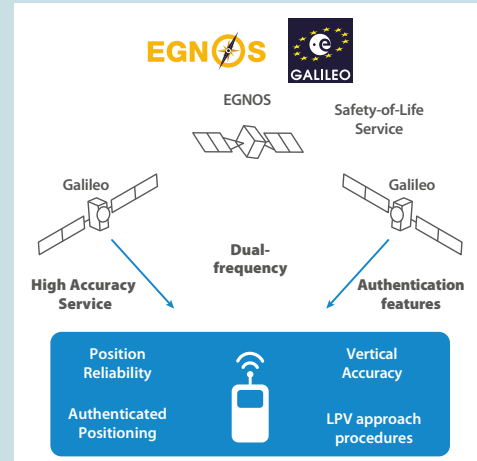 EGNOS
GALILEO
EGNOS
Safety-of-Life
Service
Galileo
Galileo
Dual-
frequency
High Accuracy
Service
Authentication
features
Position
Reliability
Vertical
Accuracy
Authenticated
Positioning
LPV approach
procedures